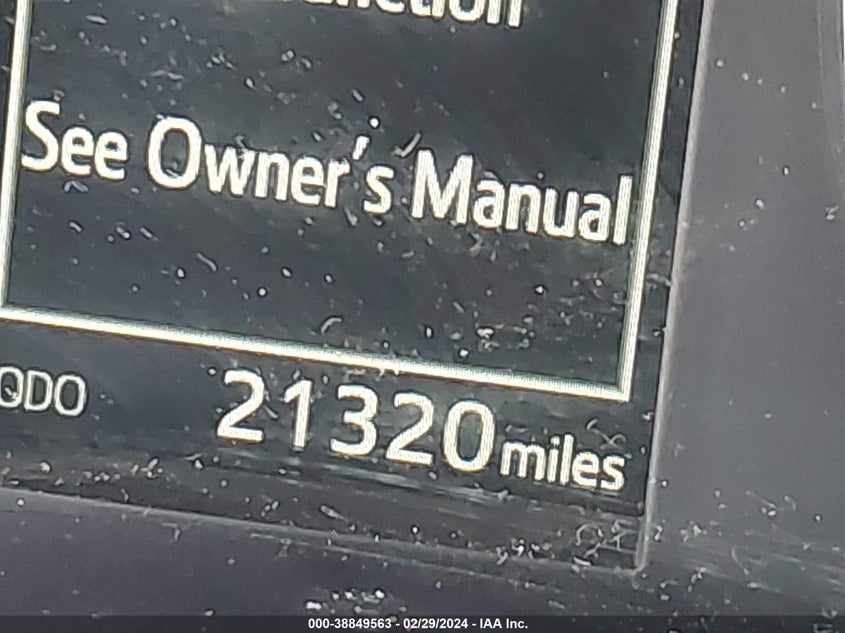 See Owner's Manual
ODO 21320 miles
000-38849563 - 02/29/2024 - IAA Inc.